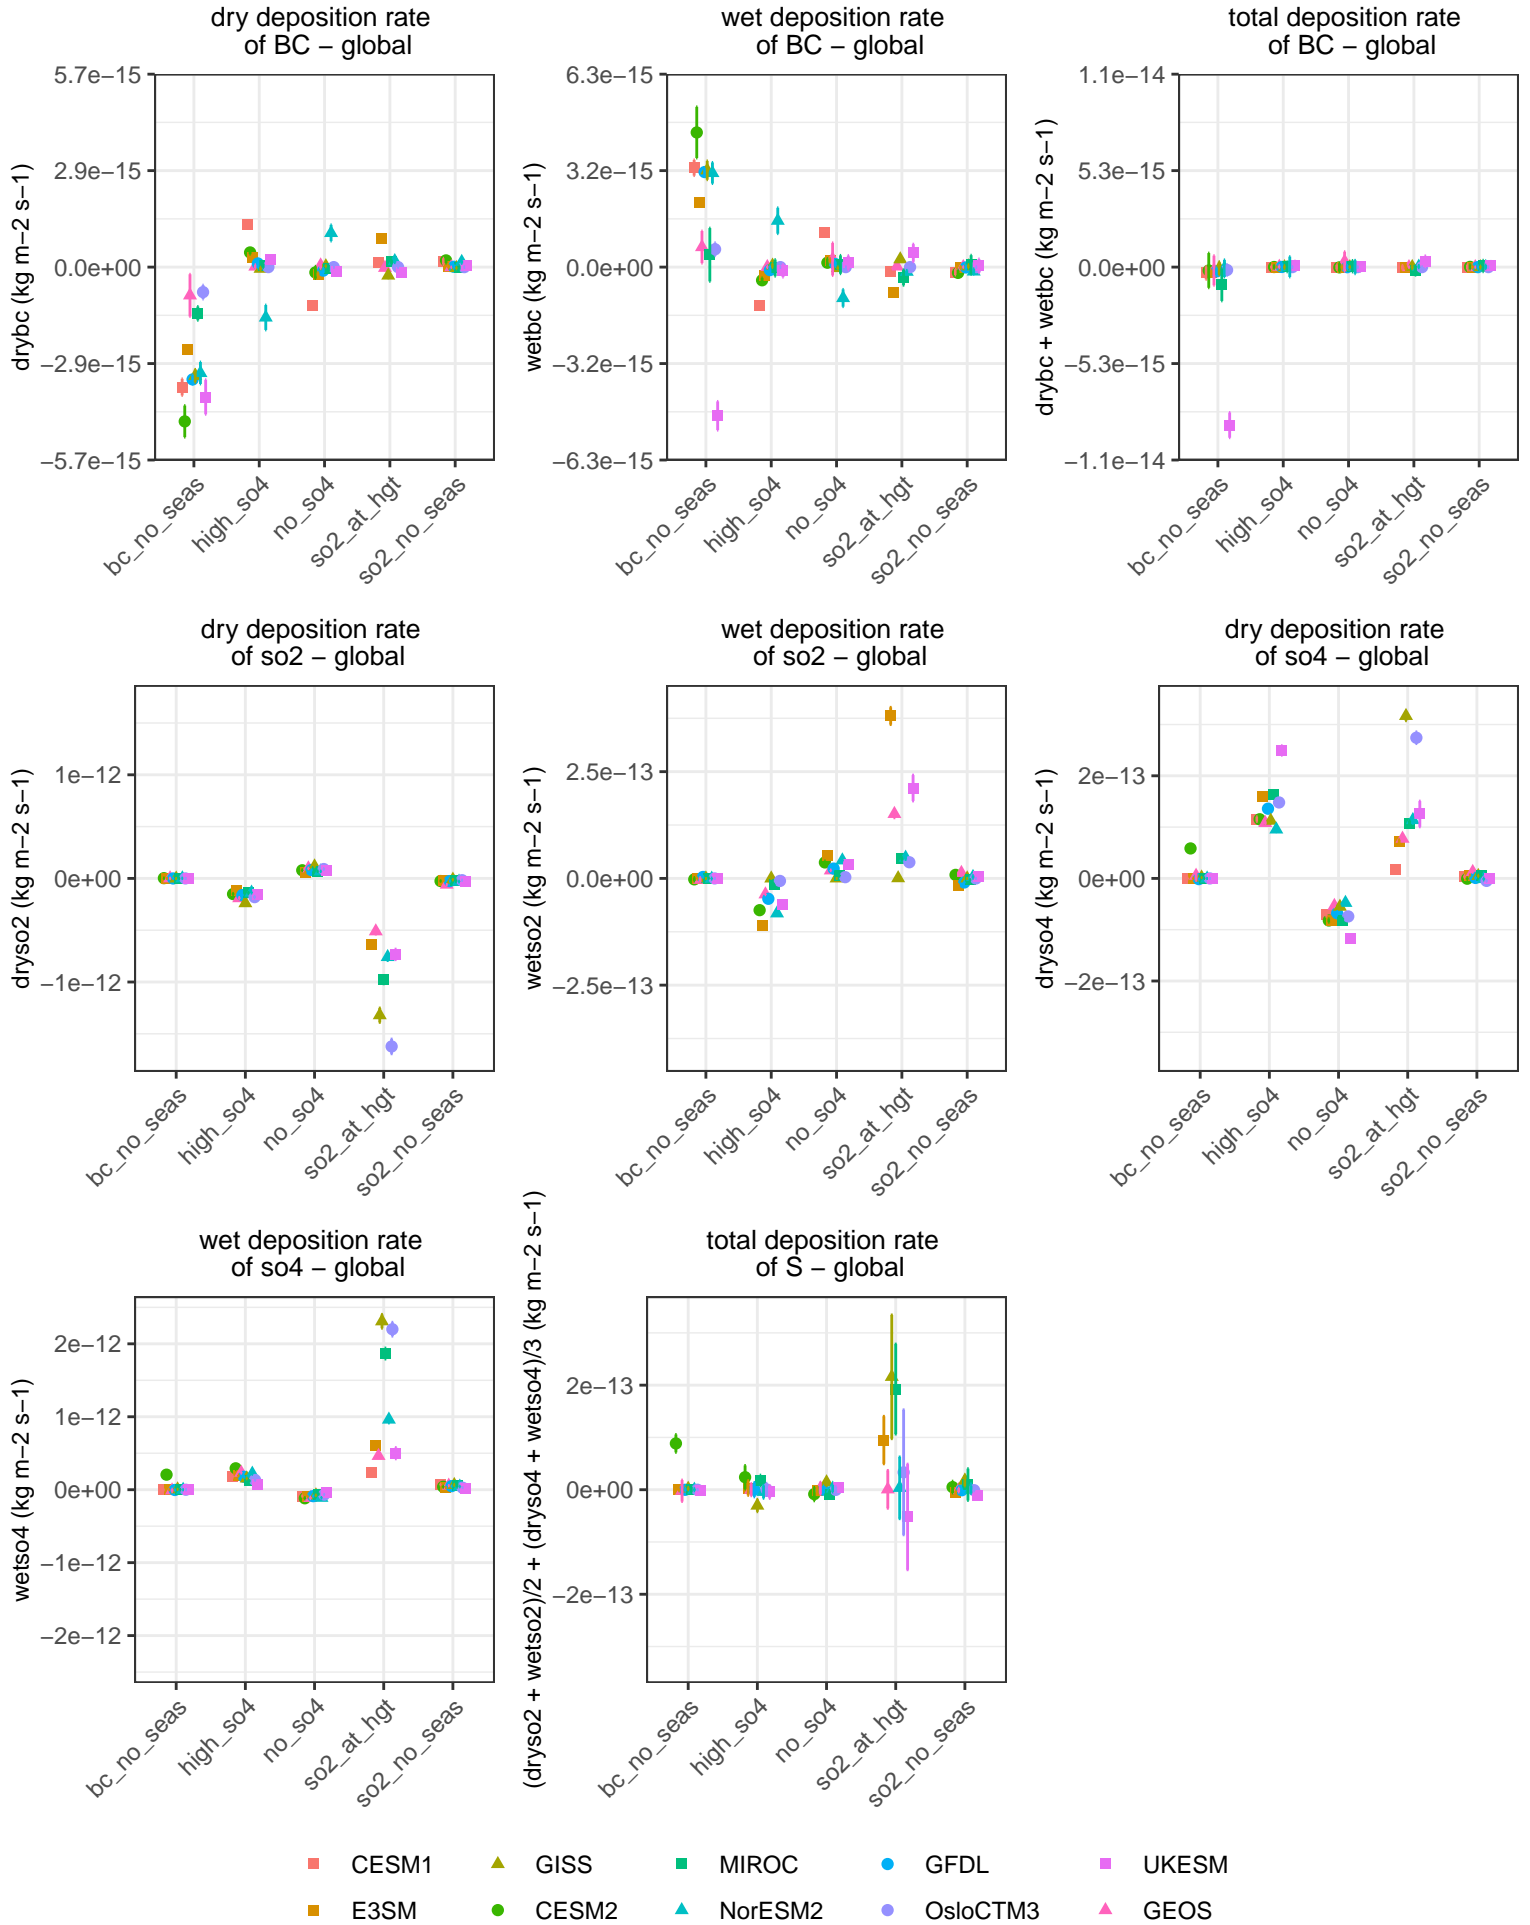 dry deposition rate
of BC − global
wet deposition rate
of BC − global
total deposition rate
of BC − global
drybc (kg m−2 s−1)
5.7e−15
2.9e−15
0.0e+00
−2.9e−15
−5.7e−15
bc_no_seas
high_so4
no_so4
so2_at_hgt
so2_no_seas
wetbc (kg m−2 s−1)
6.3e−15
3.2e−15
0.0e+00
−3.2e−15
−6.3e−15
bc_no_seas
high_so4
no_so4
so2_at_hgt
so2_no_seas
drybc + wetbc (kg m−2 s−1)
1.1e−14
5.3e−15
0.0e+00
−5.3e−15
−1.1e−14
bc_no_seas
high_so4
no_so4
so2_at_hgt
so2_no_seas
dry deposition rate
of so2 − global
wet deposition rate
of so2 − global
dry deposition rate
of so4 − global
dryso2 (kg m−2 s−1)
1e−12
0e+00
−1e−12
bc_no_seas
high_so4
no_so4
so2_at_hgt
so2_no_seas
wetso2 (kg m−2 s−1)
2.5e−13
0.0e+00
−2.5e−13
bc_no_seas
high_so4
no_so4
so2_at_hgt
so2_no_seas
dryso4 (kg m−2 s−1)
2e−13
0e+00
−2e−13
bc_no_seas
high_so4
no_so4
so2_at_hgt
so2_no_seas
wet deposition rate
of so4 − global
total deposition rate
of S − global
wetso4 (kg m−2 s−1)
2e−12
1e−12
0e+00
−1e−12
−2e−12
bc_no_seas
high_so4
no_so4
so2_at_hgt
so2_no_seas
(dryso2 + wetso2)/2 + (dryso4 + wetso4)/3 (kg m−2 s−1)
2e−13
0e+00
−2e−13
bc_no_seas
high_so4
no_so4
so2_at_hgt
so2_no_seas
CESM1
GISS
MIROC
GFDL
UKESM
E3SM
CESM2
NorESM2
OsloCTM3
GEOS